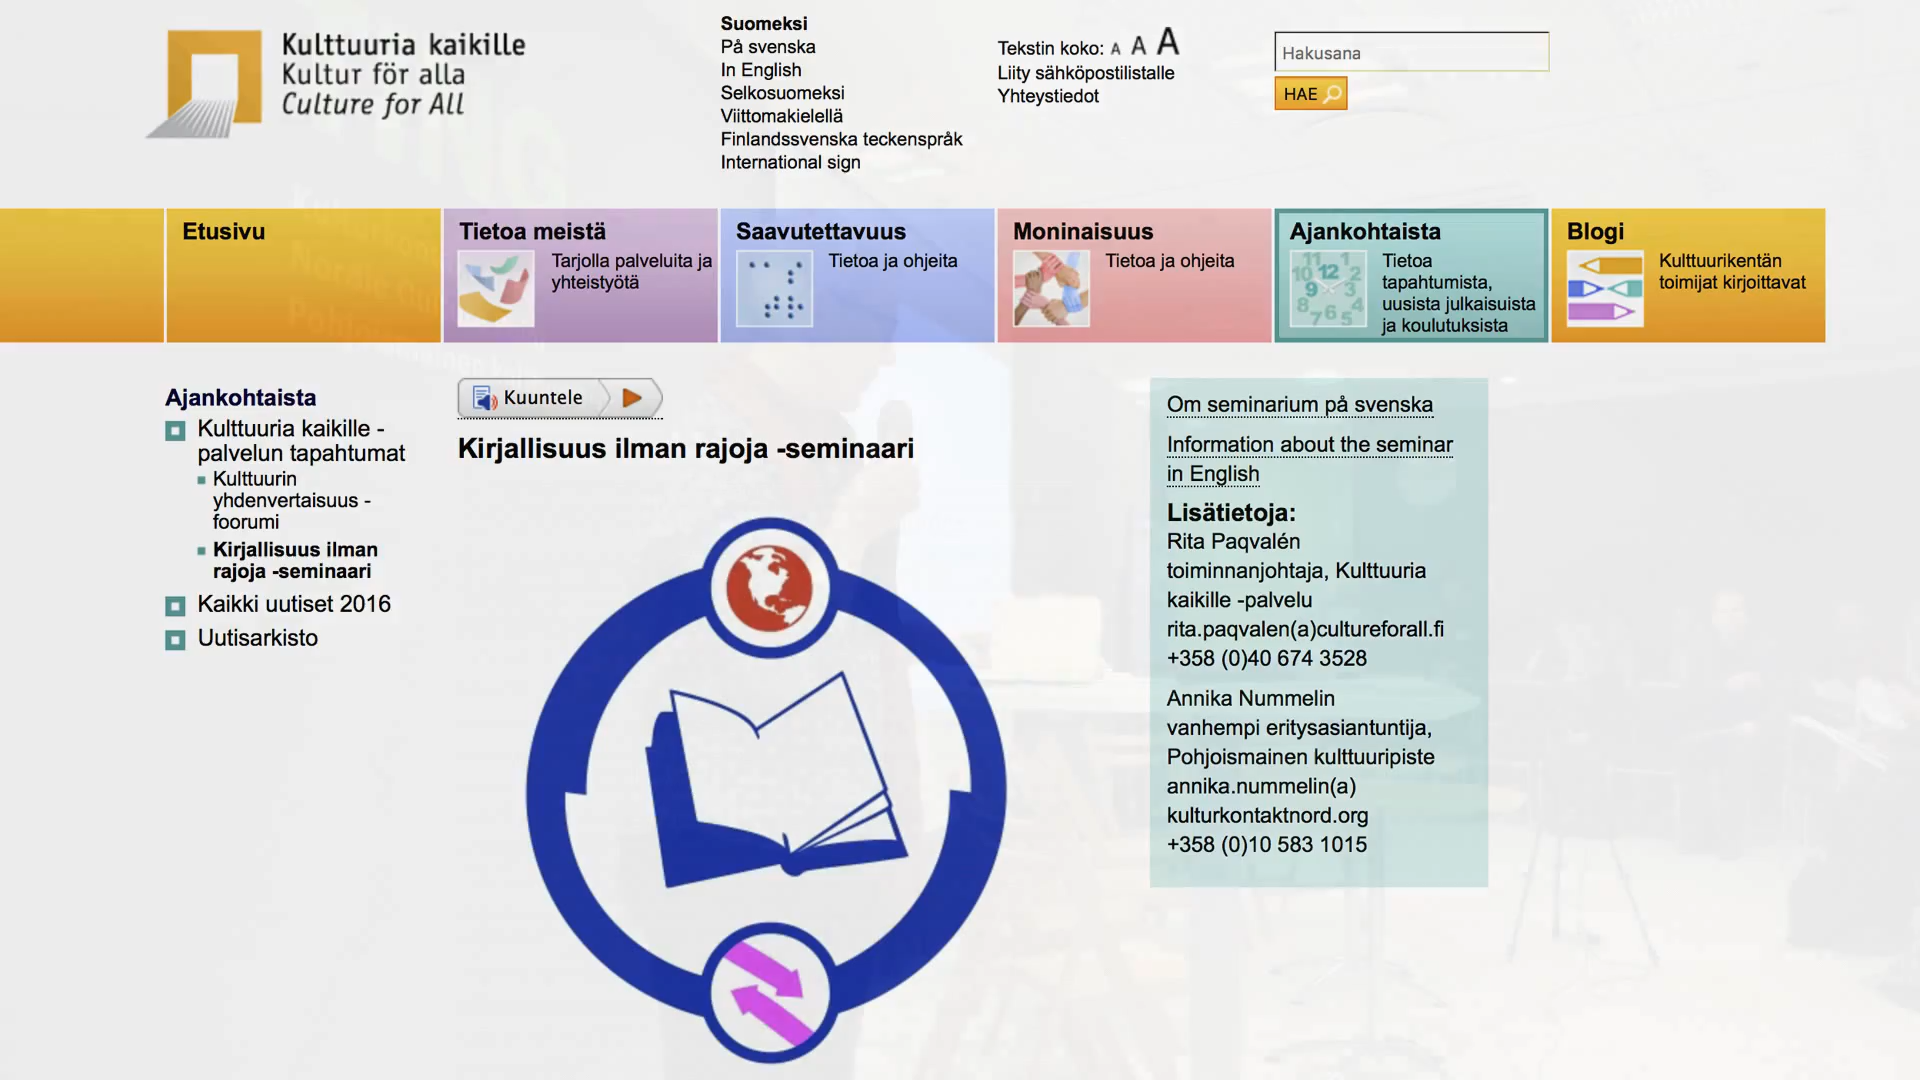 Kulttuuria kaikille
Kultur för alla
Culture for All
Suomeksi
På svenska
In English
Selkosuomeksi
Viittomakielellä
Finlandssvenska teckenspråk
International sign
Tekstin koko: A A A
Liity sähköpostilistalle
Yhteystiedot
Hakusana
HAE
Etusivu
Tietoa meistä
Tarjolla palveluita ja
yhteistyötä
Saavutettavuus
Tietoa ja ohjeita
Moninaisuus
Tietoa ja ohjeita
Ajankohtaista
Tietoa
tapahtumista,
uusista julkaisuista
ja koulutuksista
Blogi
Kulttuurikentän
toimijat kirjoittavat
Ajankohtaista
Kulttuuria kaikille -
palvelun tapahtumat
Kulttuurin
yhdenvertaisuus -
foorumi
Kirjallisuus ilman
rajoja -seminaari
Kaikki uutiset 2016
Uutisarkisto
Kuuntele
Kirjallisuus ilman rajoja -seminaari
Om seminarium på svenska
Information about the seminar
in English
Lisätietoja:
Rita Paqvalén
toiminnanjohtaja, Kulttuuria
kaikille -palvelu
rita.paqvalen(a)cultureforall.fi
+358 (0)40 674 3528
Annika Nummelin
vanhempi eritysasiantuntija,
Pohjoismainen kulttuuripiste
annika.nummelin(a)
kulturkontaktnord.org
+358 (0)10 583 1015